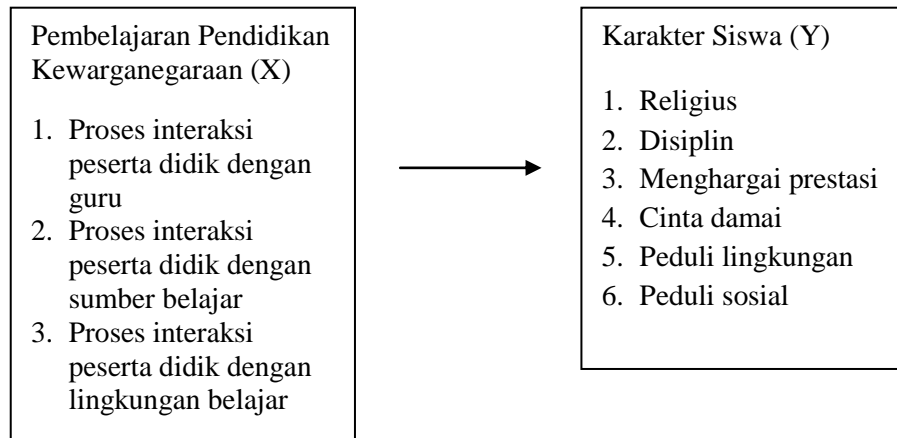 Pembelajaran Pendidikan
Kewarganegaraan (X)
1. Proses interaksi
peserta didik dengan
guru
2. Proses interaksi
peserta didik dengan
sumber belajar
3. Proses interaksi
peserta didik dengan
lingkungan belajar
Karakter Siswa (Y)
1. Religius
2. Disiplin
3. Menghargai prestasi
4. Cinta damai
5. Peduli lingkungan
6. Peduli sosial